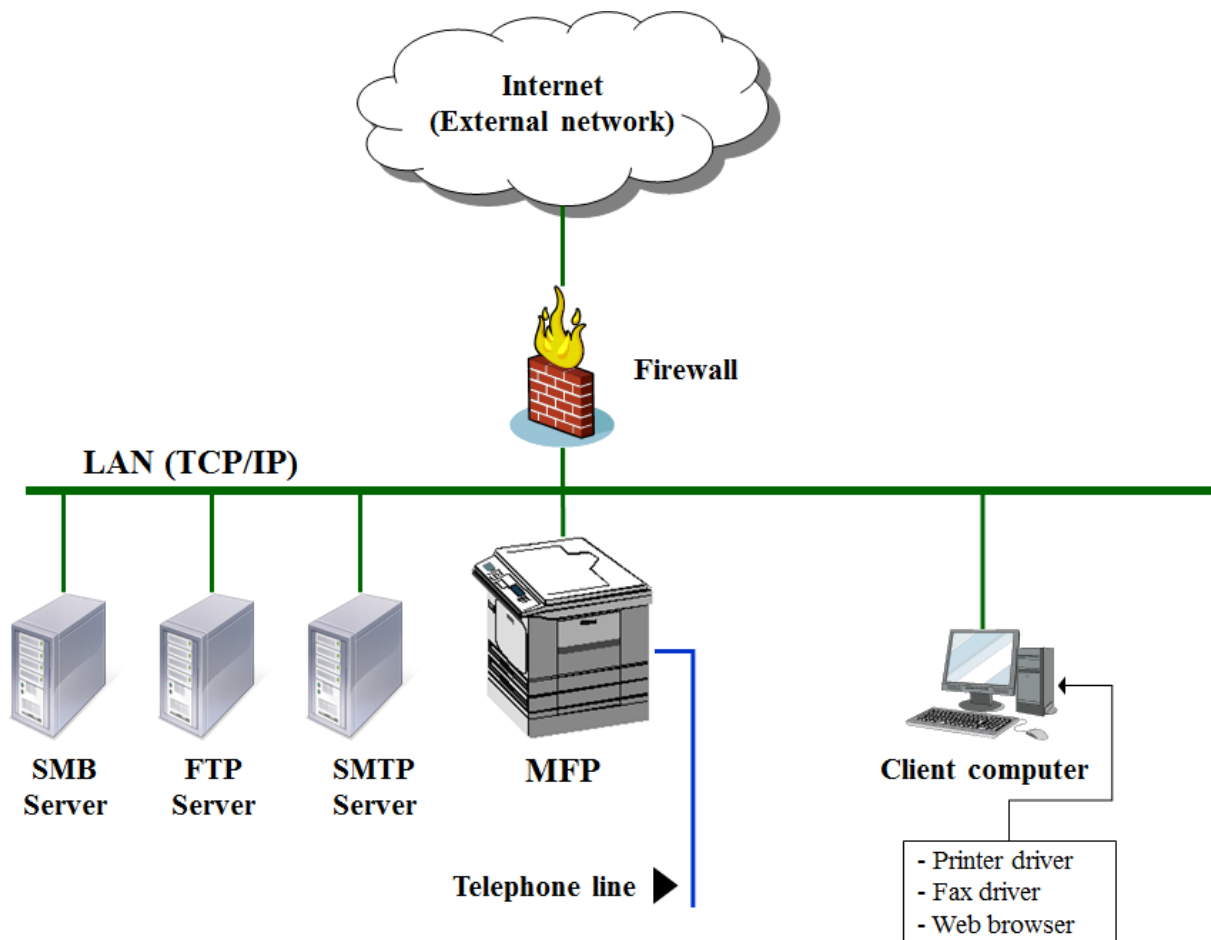 Internet
(External network)
Firewall
LAN (TCP/IP)
SMB
Server
FTP
Server
SMTP
Server
MFP
Client computer
Telephone line
- Printer driver
- Fax driver
- Web browser